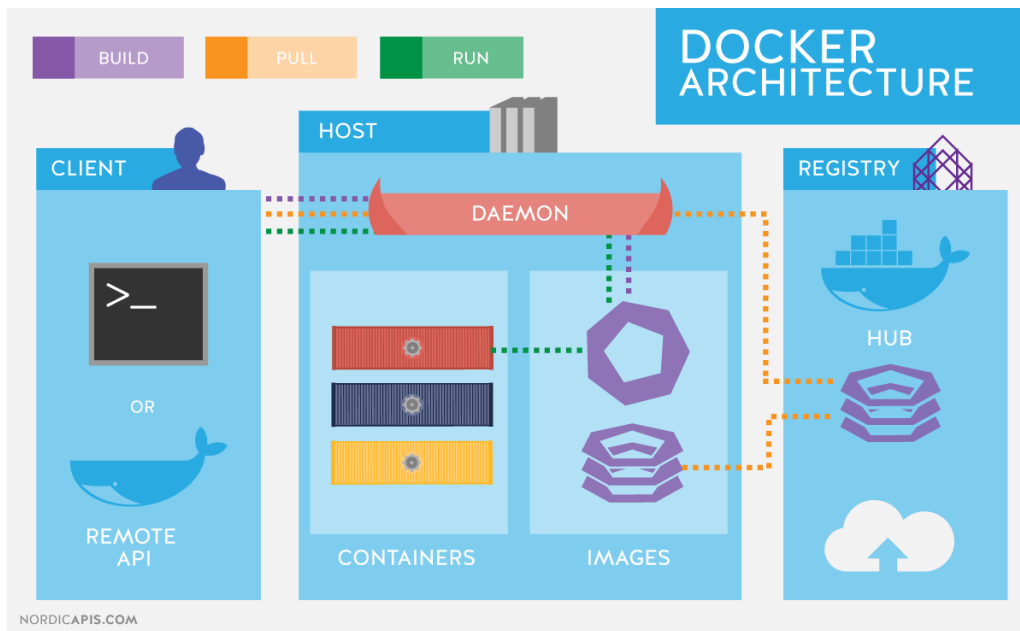 BUILD
PULL
RUN
DOCKER
ARCHITECTURE
HOST
CLIENT
REGISTRY
DAEMON
>_
HUB
OR
REMOTE
API
CONTAINERS
IMAGES
NORDICAPIS.COM